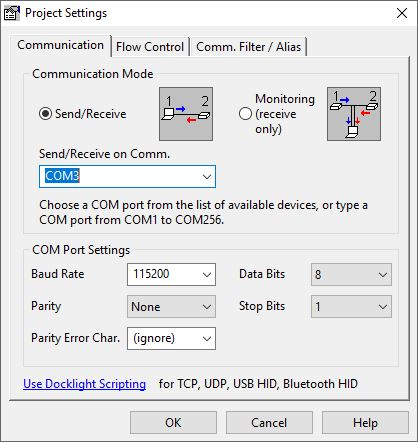 Project Settings
Communication
Flow Control
Comm. Filter / Alias
Communication Mode
Send/Receive
1 2
Monitoring
(receive
only)
1 2
Send/Receive on Comm.
COM3
Choose a COM port from the list of available devices, or type a
COM port from COM1 to COM256.
COM Port Settings
Baud Rate 115200 Data Bits 8
Parity None Stop Bits 1
Parity Error Char. (ignore)
Use Docklight Scripting for TCP, UDP, USB HID, Bluetooth HID
OK Cancel Help